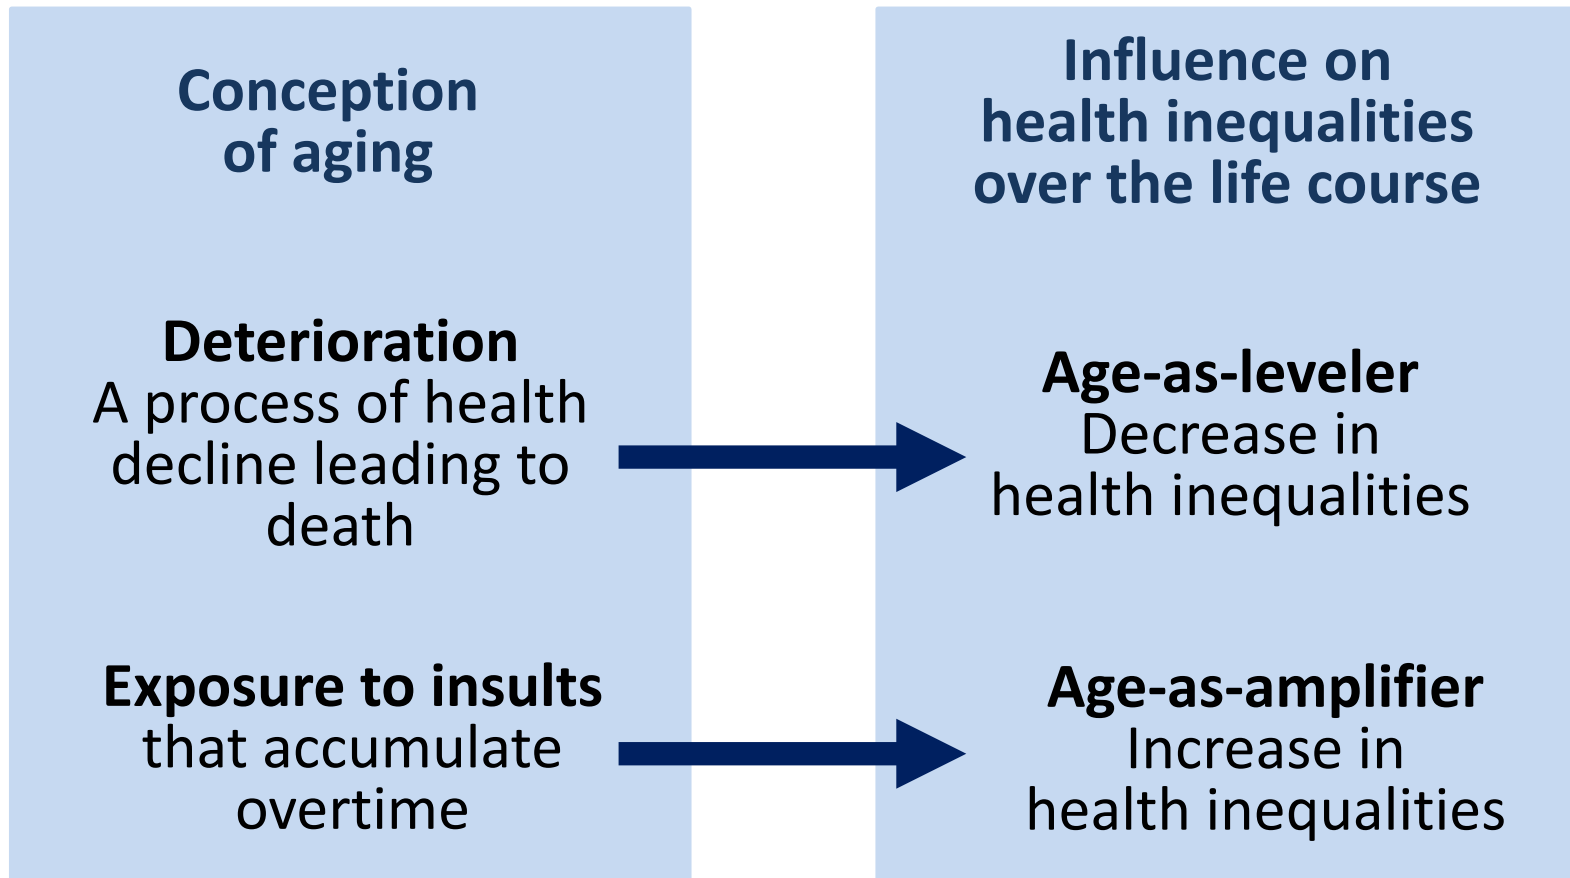 Conception
of aging
Deterioration
A process of health
decline leading to
death
Exposure to insults
that accumulate
overtime
Influence on
health inequalities
over the life course
Age-as-leveler
Decrease in
health inequalities
Age-as-amplifier
Increase in
health inequalities